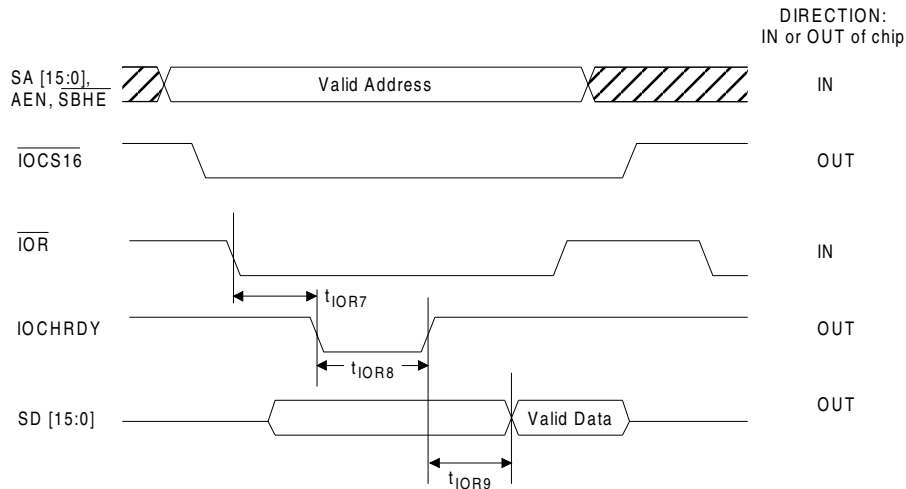 DIRECTION:
IN or OUT of chip
SA [15:0],
AEN, SBHE
Valid Address
IN
IOCS16
OUT
IOR
IN
tIOR7
IOCHRDY
OUT
tIOR8
SD [15:0]
Valid Data
OUT
tIOR9